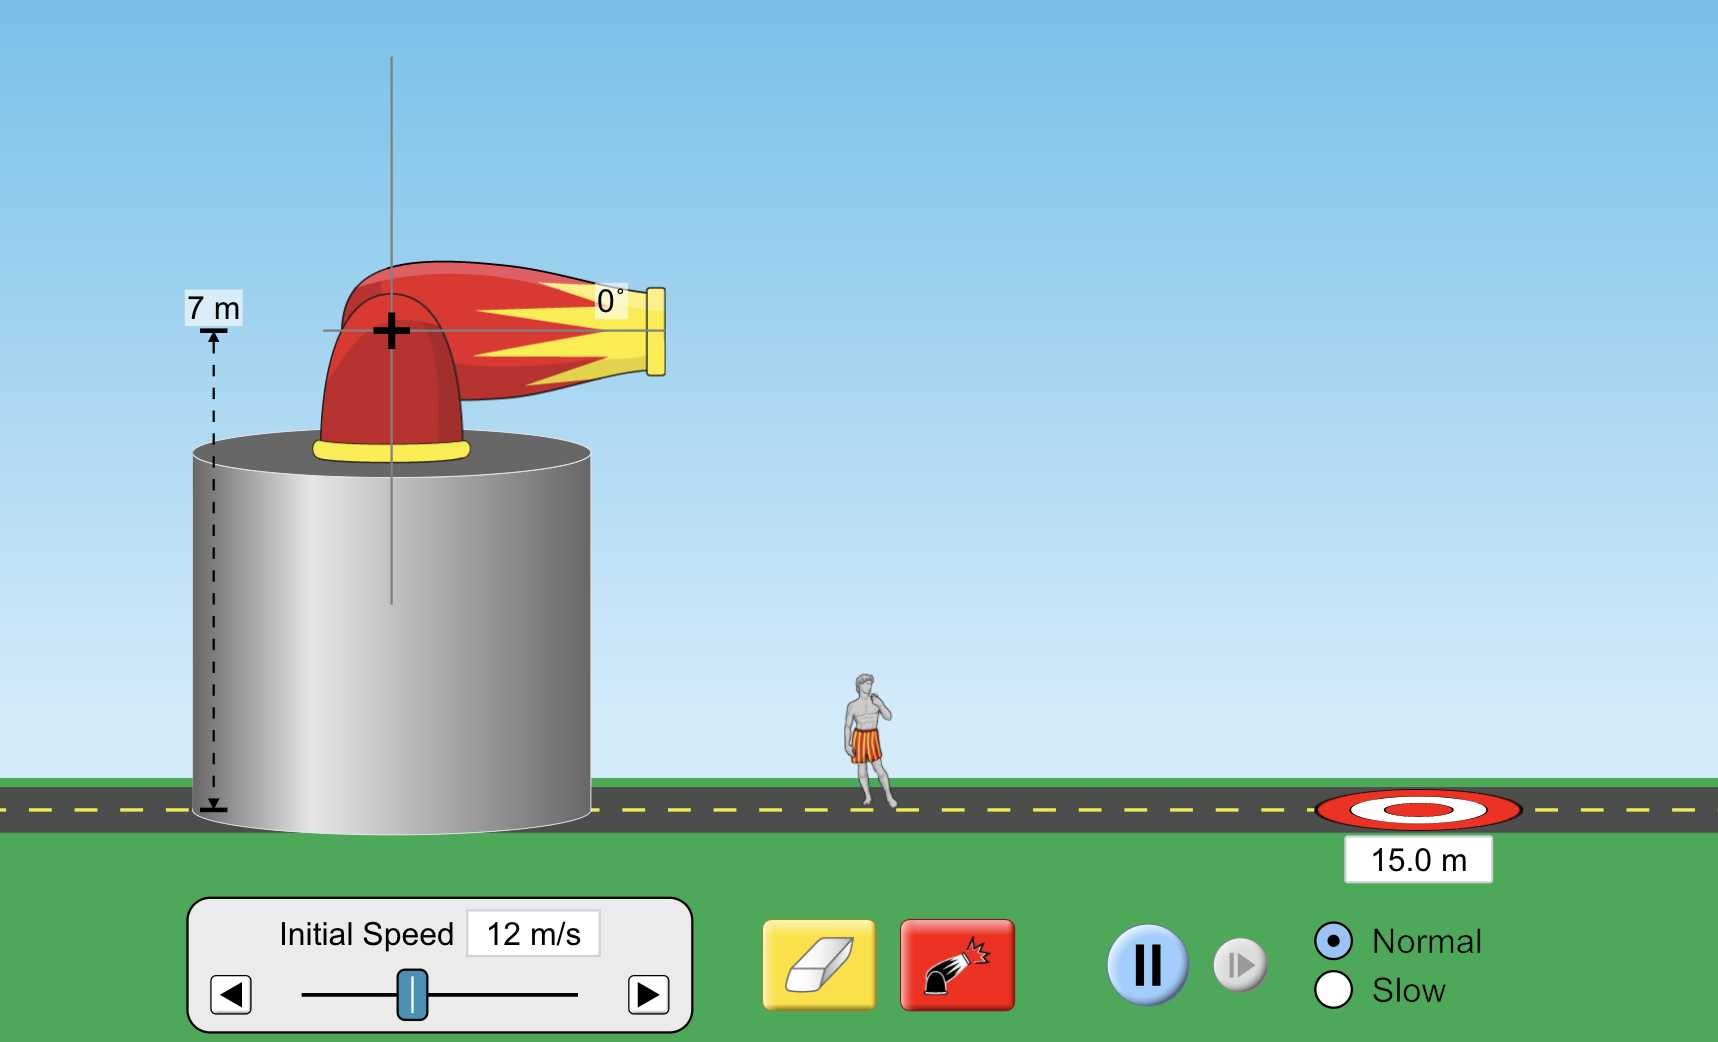 0°
7 m
15.0 m
Initial Speed 12 m/s
Normal
Slow